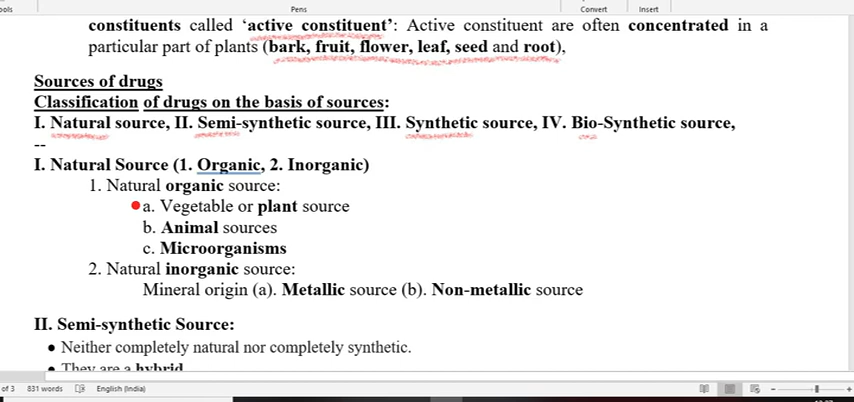 Pens
Convert
Insert
constituents called ‘active constituent’: Active constituent are often concentrated in a
particular part of plants (bark, fruit, flower, leaf, seed and root),
Sources of drugs
Classification of drugs on the basis of sources:
I. Natural source, II. Semi-synthetic source, III. Synthetic source, IV. Bio-Synthetic source,
--
I. Natural Source (1. Organic, 2. Inorganic)
1. Natural organic source:
a. Vegetable or plant source
b. Animal sources
c. Microorganisms
2. Natural inorganic source:
Mineral origin (a). Metallic source (b). Non-metallic source
II. Semi-synthetic Source:
• Neither completely natural nor completely synthetic.
• They are a hybrid
of 3 831 words English (India)